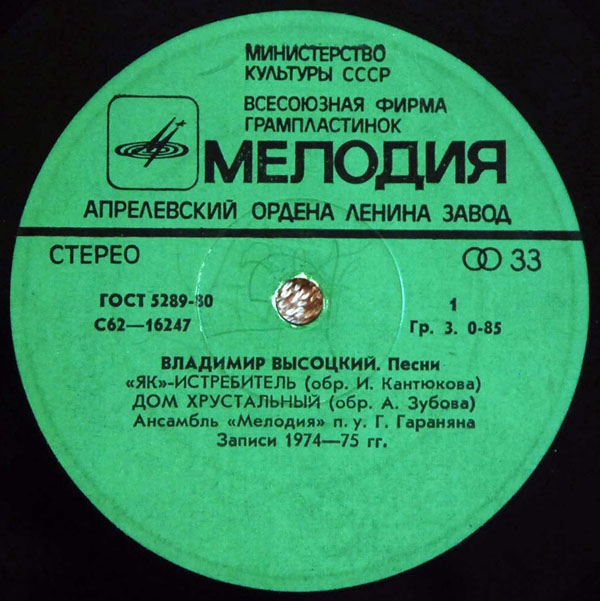 МИНИСТЕРСТВО
КУЛЬТУРЫ СССР
ВСЕСОЮЗНАЯ ФИРМА
ГРАМПЛАСТИНОК
МЕЛОДИЯ
АПРЕЛЕВСКИЙ ОРДЕНА ЛЕНИНА ЗАВОД
СТЕРЕО 33
ГОСТ 5289-80 1
С62—16247 Гр. 3. 0-85
ВЛАДИМИР ВЫСОЦКИЙ. Песни
«ЯК»-ИСТРЕБИТЕЛЬ (обр. И. Кантюкова)
ДОМ ХРУСТАЛЬНЫЙ (обр. А. Зубова)
Ансамбль «Мелодия» п. у. Г. Гараняна
Записи 1974—75 гг.